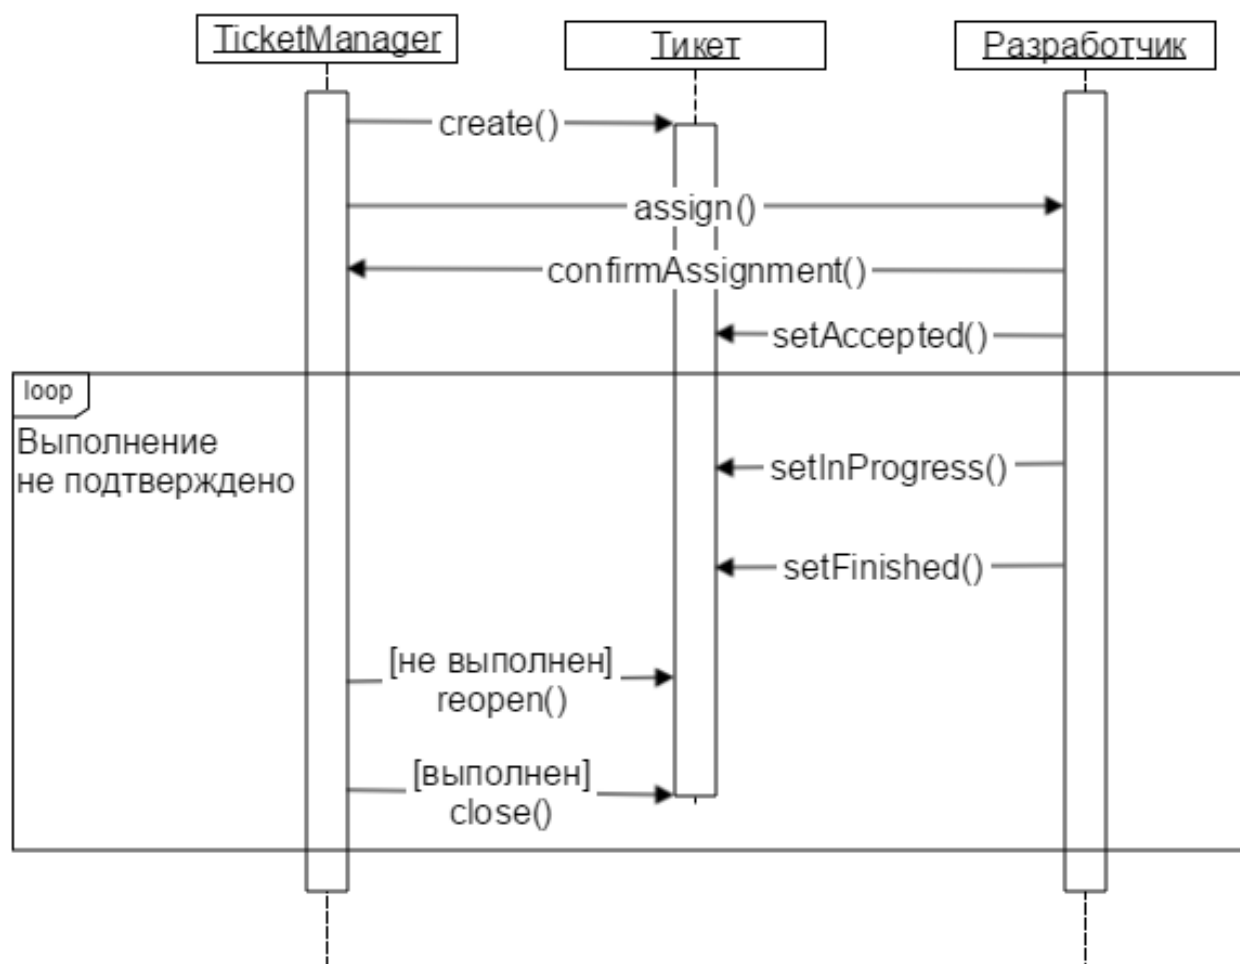 TicketManager
Тикет
Разработчик
create()
assign()
confirmAssignment()
setAccepted()
loop
Выполнение
не подтверждено
setInProgress()
setFinished()
[не выполнен]
reopen()
[выполнен]
close()